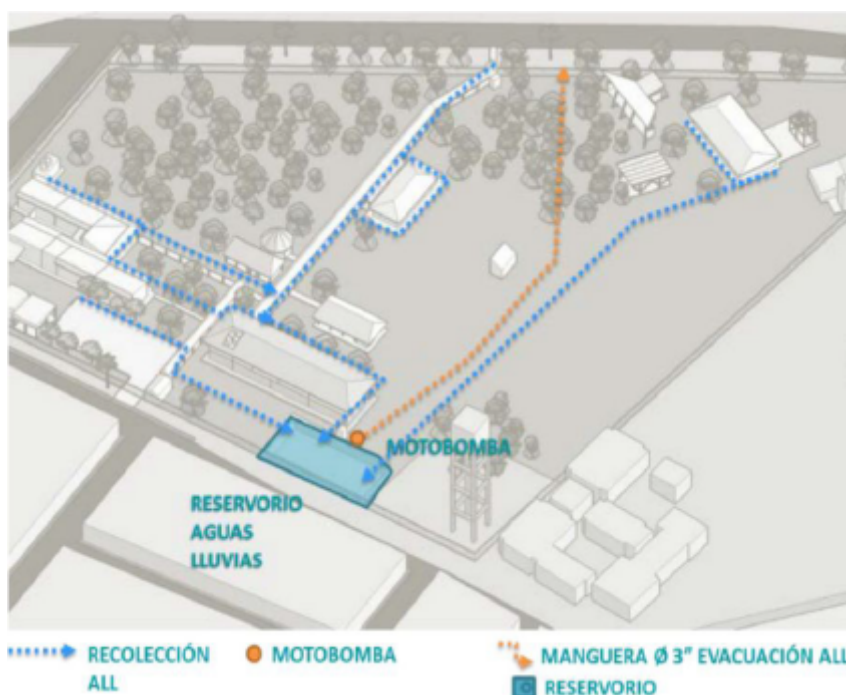 MOTOBOMBA
RESERVORIO
AGUAS
LLUVIAS
RECOLECCIÓN
ALL
MOTOBOMBA
MANGUERA Ø 3" EVACUACIÓN ALL
RESERVORIO